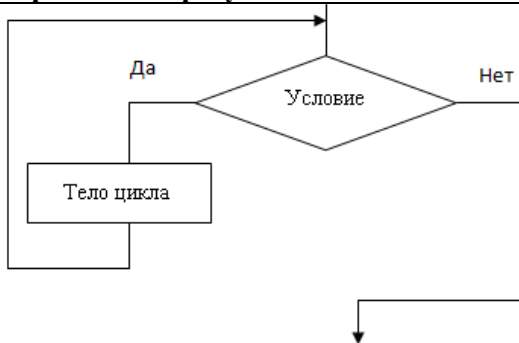 Да
Нет
Условие
Тело цикла